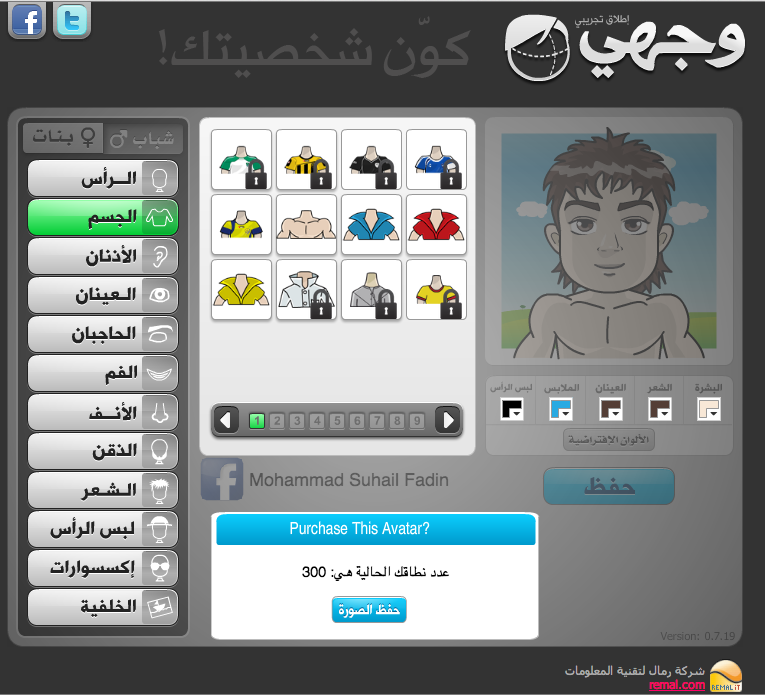 إطلاق تجريبي
وجهي
كوّن شخصيتك!
شباب
بنات
الـرأس
الجسم
الأذنان
الـعينان
الحاجبان
الفم
الأنـف
الذقن
الـشعر
لبس الرأس
إكسسوارات
الخلفية
1 2 3 4 5 6 7 8 9
البشرة
الشعر
العينان
الملابس
لبس الرأس
الألوان الإفتراضية
حفظ
f Mohammad Suhail Fadin
Purchase This Avatar?
عدد نطاقك الحالية هي: 300
حفظ الصورة
Version: 0.7.19
شركة رمال لتقنية المعلومات
remal.com
REMAL iT